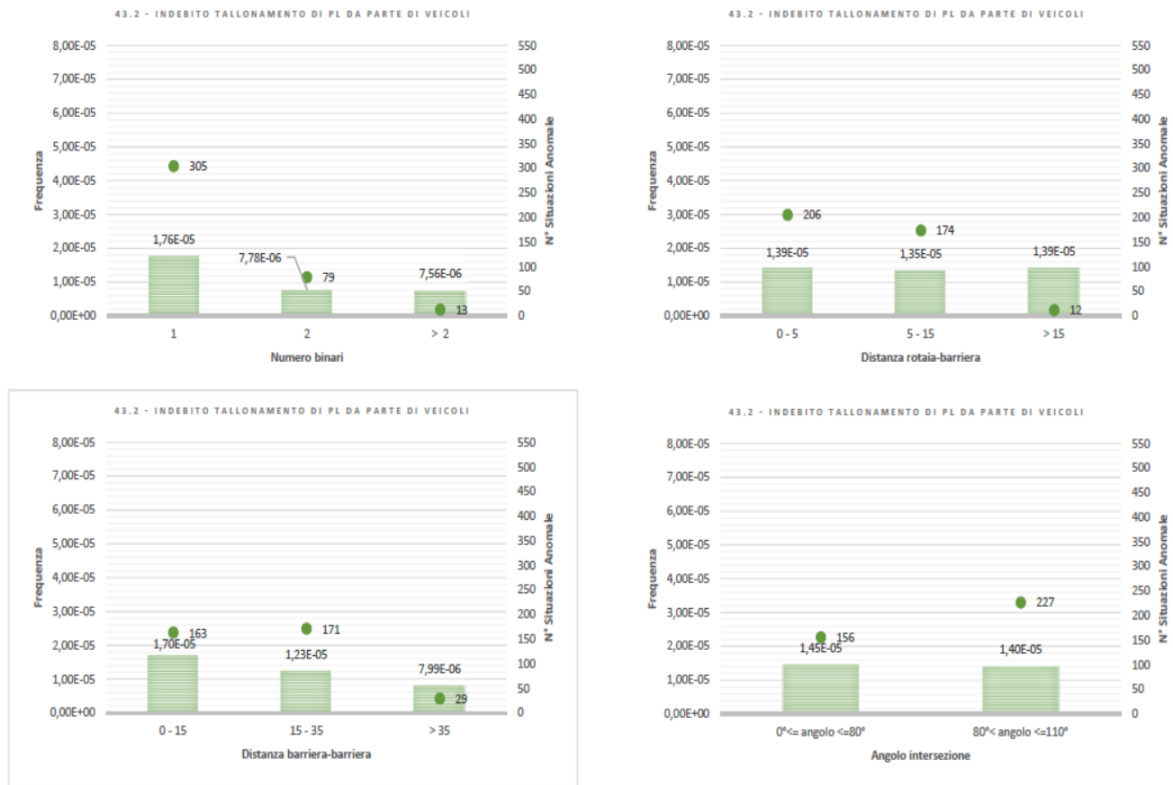 43.2 - INDEBITO TALLONAMENTO DI PL DA PARTE DI VEICOLI
8,00E-05
7,00E-05
6,00E-05
5,00E-05
4,00E-05
3,00E-05
2,00E-05
1,00E-05
0,00E+00
Frequenza
550
500
450
400
350
300
250
200
150
100
50
0
N° Situazioni Anomale
305
1,76E-05
7,78E-06
79
7,56E-06
13
1
2
> 2
Numero binari
43.2 - INDEBITO TALLONAMENTO DI PL DA PARTE DI VEICOLI
8,00E-05
7,00E-05
6,00E-05
5,00E-05
4,00E-05
3,00E-05
2,00E-05
1,00E-05
0,00E+00
Frequenza
550
500
450
400
350
300
250
200
150
100
50
0
N° Situazioni Anomale
206
174
1,39E-05
1,35E-05
1,39E-05
12
0 - 5
5 - 15
> 15
Distanza rotaia-barriera
43.2 - INDEBITO TALLONAMENTO DI PL DA PARTE DI VEICOLI
8,00E-05
7,00E-05
6,00E-05
5,00E-05
4,00E-05
3,00E-05
2,00E-05
1,00E-05
0,00E+00
Frequenza
550
500
450
400
350
300
250
200
150
100
50
0
N° Situazioni Anomale
163
171
1,70E-05
1,23E-05
7,99E-06
29
0 - 15
15 - 35
> 35
Distanza barriera-barriera
43.2 - INDEBITO TALLONAMENTO DI PL DA PARTE DI VEICOLI
8,00E-05
7,00E-05
6,00E-05
5,00E-05
4,00E-05
3,00E-05
2,00E-05
1,00E-05
0,00E+00
Frequenza
550
500
450
400
350
300
250
200
150
100
50
0
N° Situazioni Anomale
227
156
1,45E-05
1,40E-05
0°<= angolo <=80°
80°< angolo <=110°
Angolo intersezione